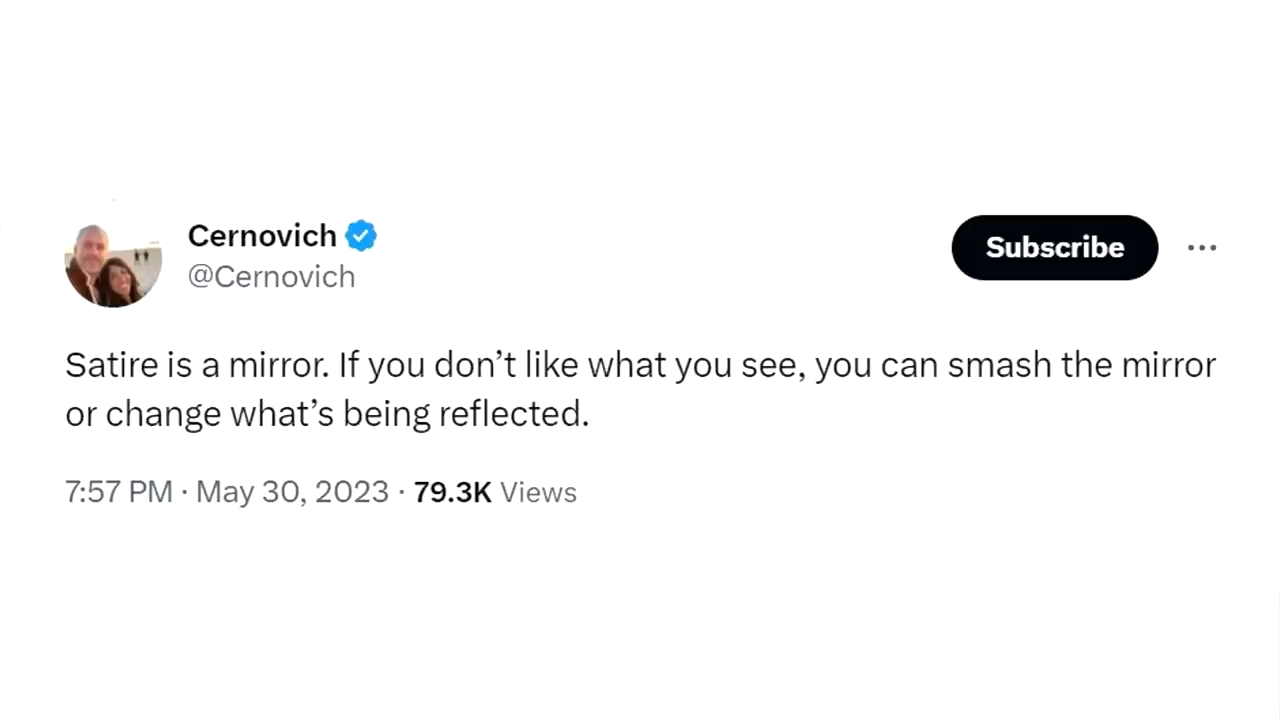 Cernovich
@Cernovich
Subscribe
Satire is a mirror. If you don’t like what you see, you can smash the mirror
or change what’s being reflected.
7:57 PM · May 30, 2023 · 79.3K Views